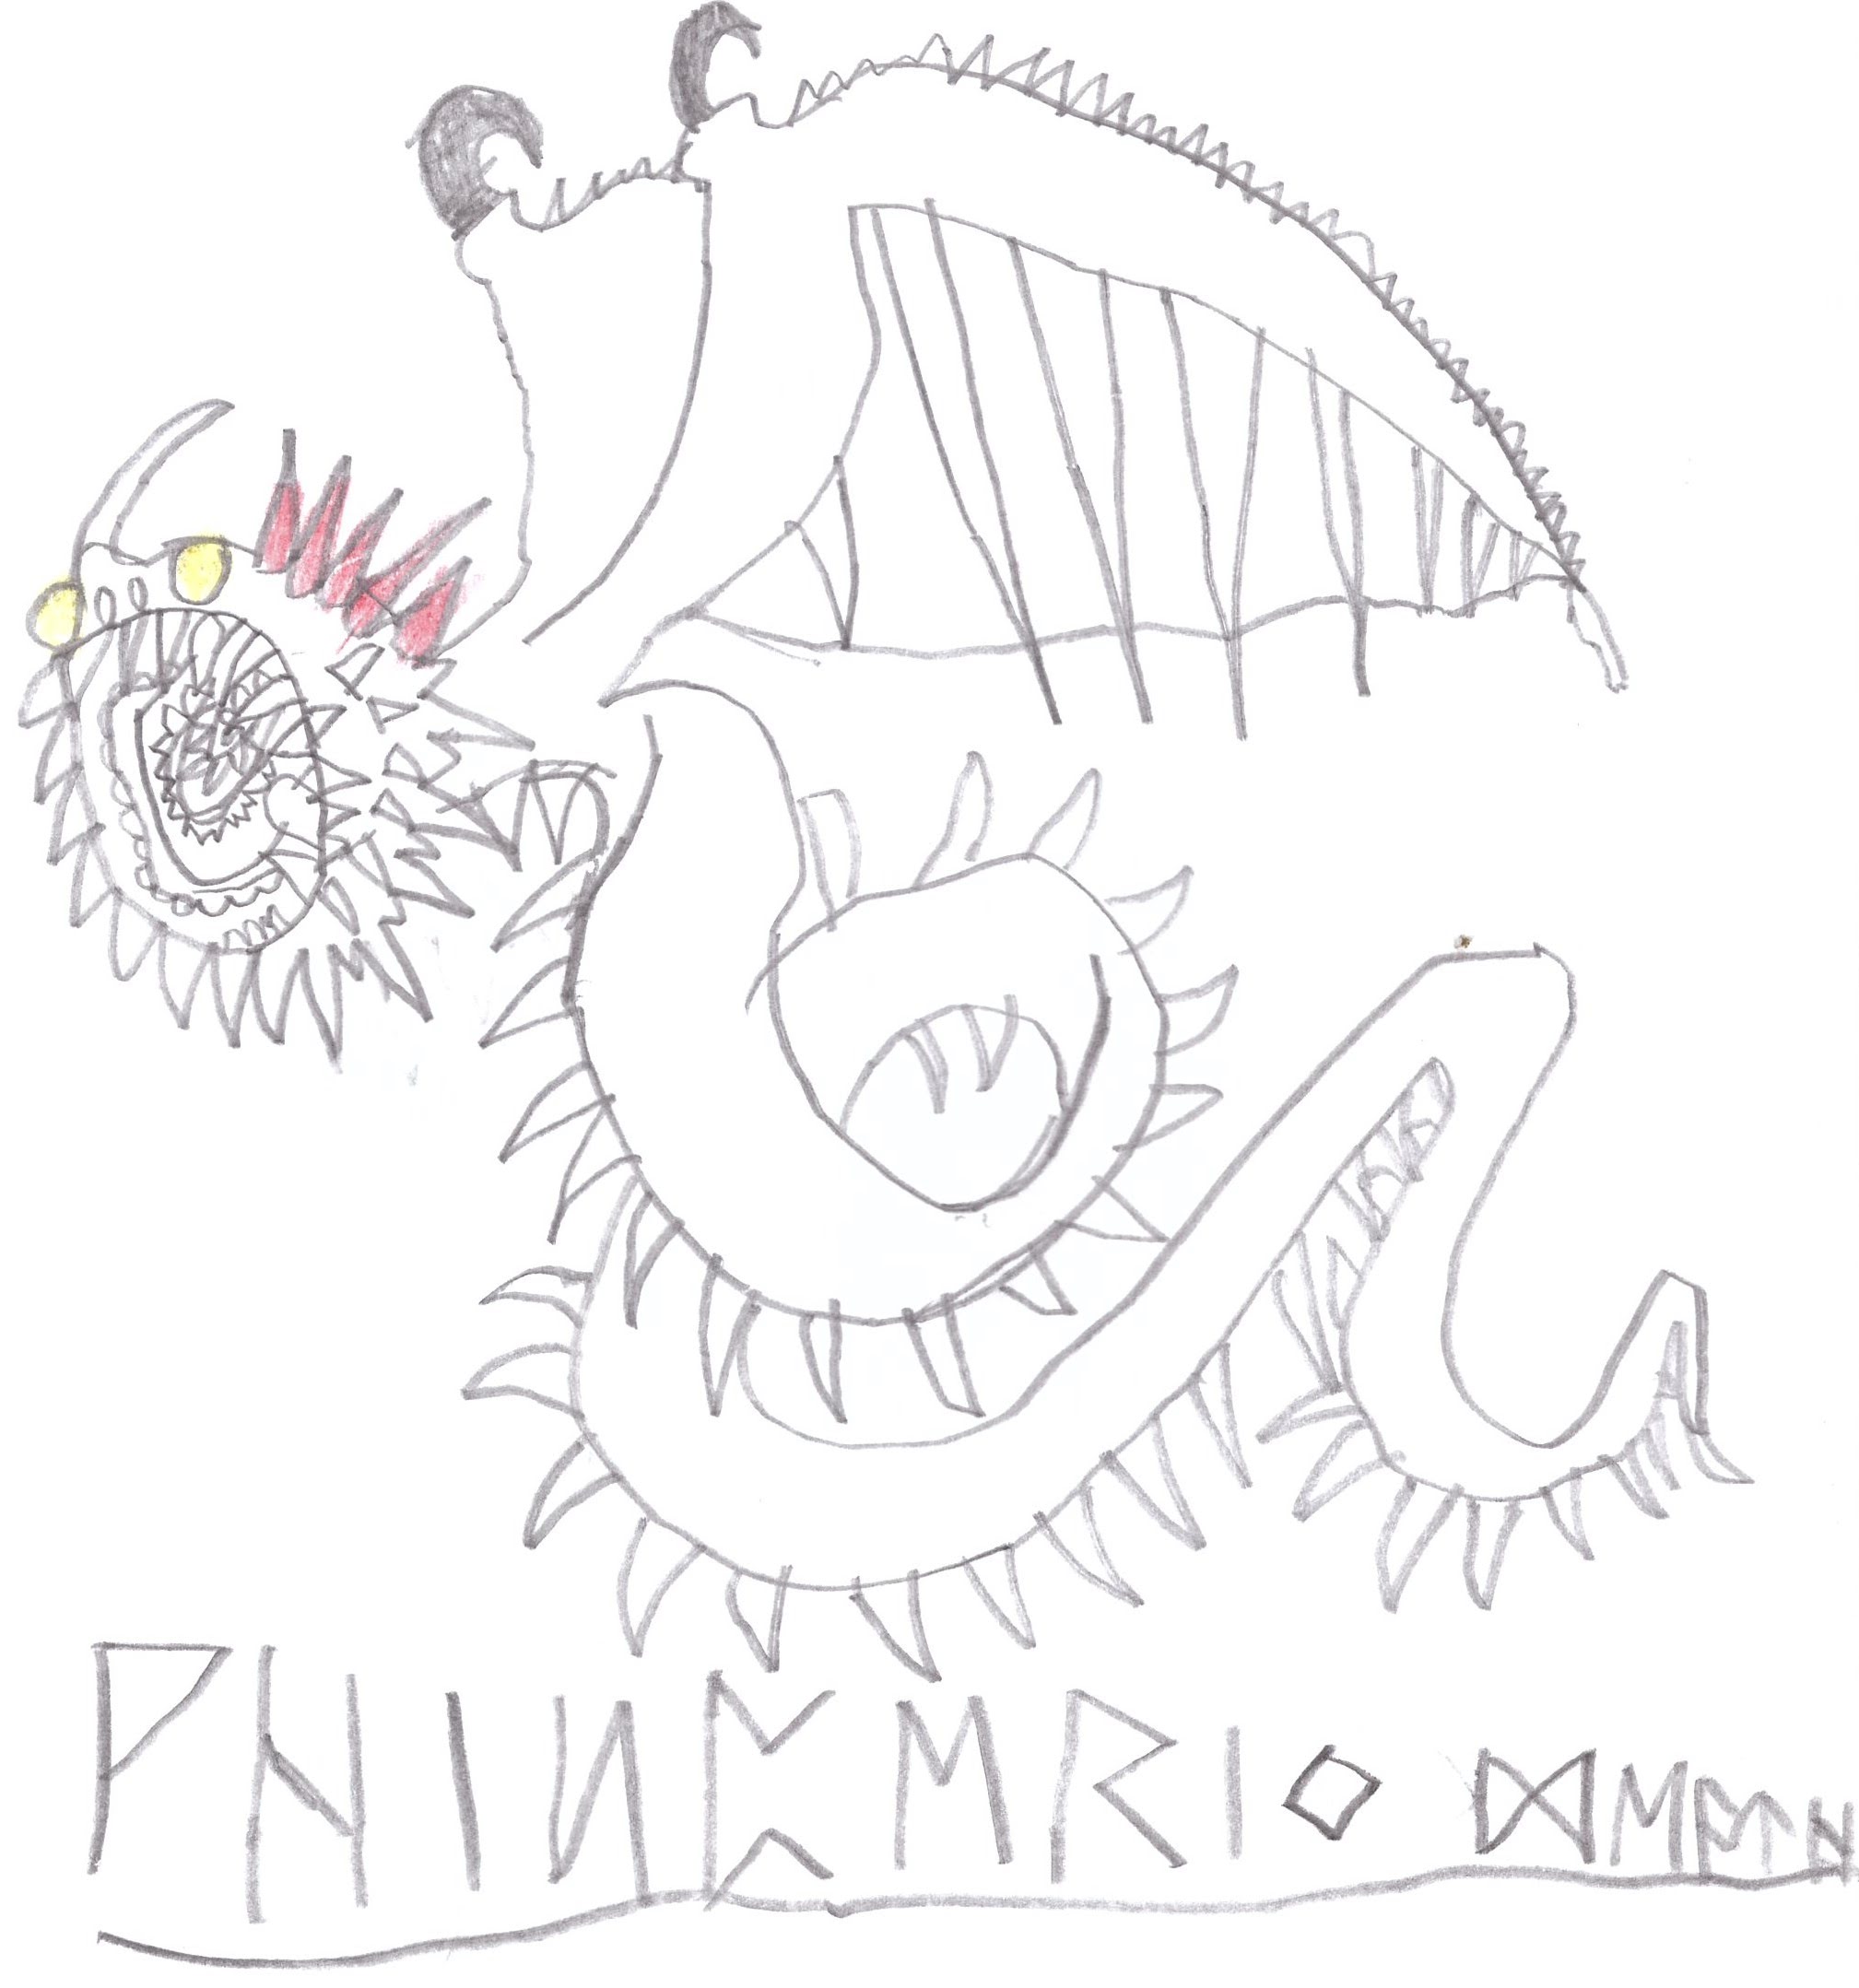 ᚹᚺᛁᛋᛈᛖᚱᛁᛜ ᛞᛖᚨᛏᚺ